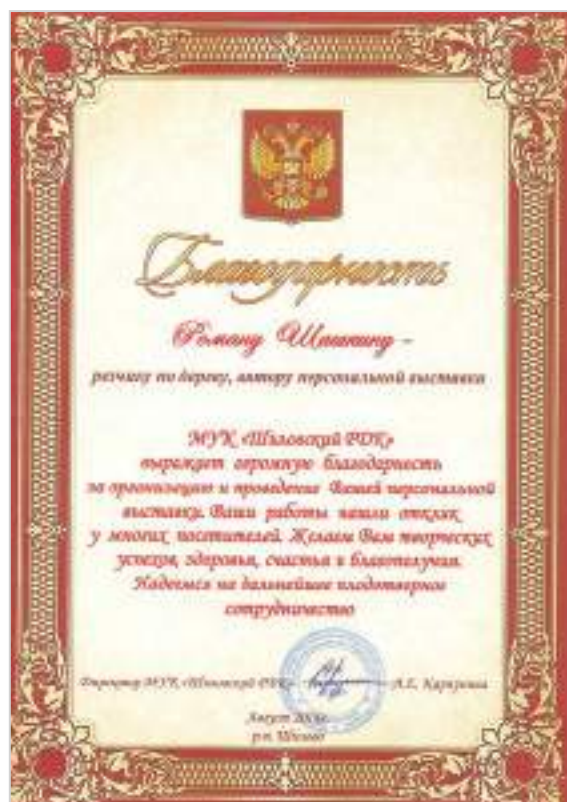 Благодарность
Роману Шишкину -
резчику по дереву, автору персональной выставки
МУК «Шиловский РДК»
выражает огромную благодарность
за организацию и проведение Вашей персональной
выставки. Ваши работы нашли отклик
у многих посетителей. Желаем Вам творческих
успехов, здоровья, счастья и благополучия.
Надеемся на дальнейшее плодотворное
сотрудничество
Директор МУК «Шиловский РДК»
Август
р.п. Шилово